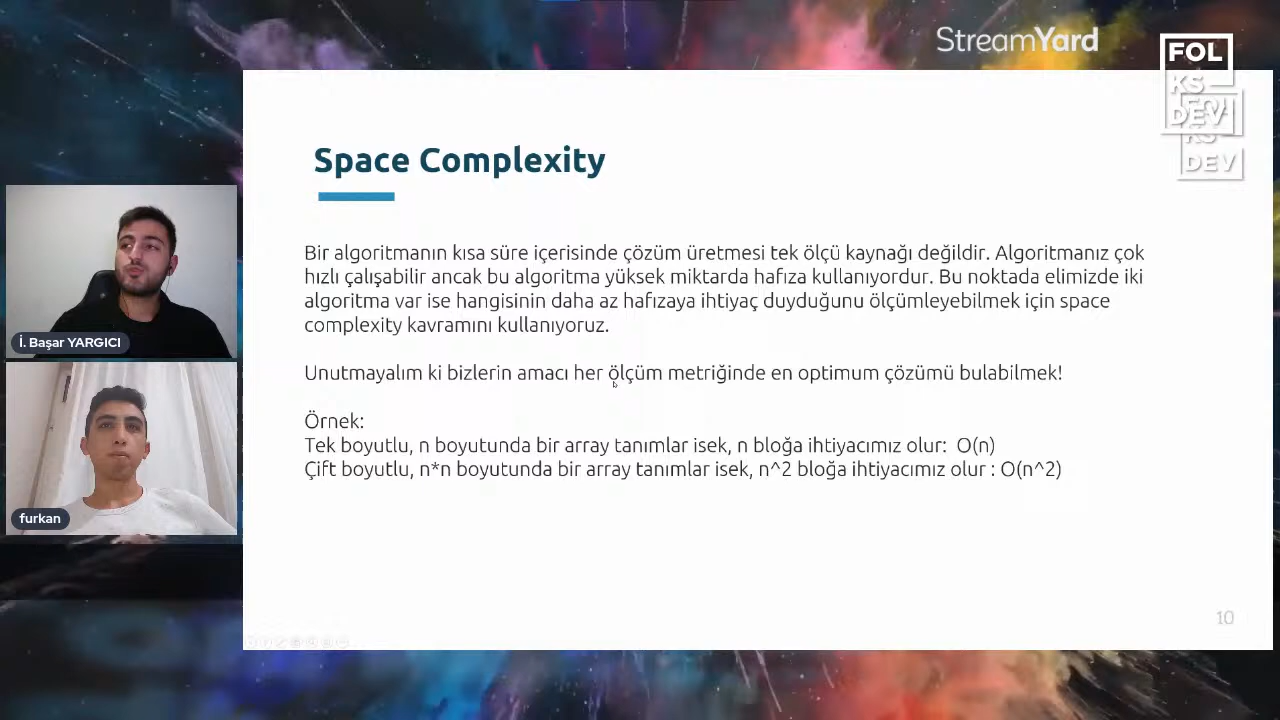 StreamYard
FOL
KS
DEV
KS
DEV
Space Complexity
Bir algoritmanın kısa süre içerisinde çözüm üretmesi tek ölçü kaynağı değildir. Algoritmanız çok
hızlı çalışabilir ancak bu algoritma yüksek miktarda hafıza kullanıyordur. Bu noktada elimizde iki
algoritma var ise hangisinin daha az hafızaya ihtiyaç duyduğunu ölçümleyebilmek için space
complexity kavramını kullanıyoruz.
Unutmayalım ki bizlerin amacı her ölçüm metriğinde en optimum çözümü bulabilmek!
Örnek:
Tek boyutlu, n boyutunda bir array tanımlar isek, n bloğa ihtiyacımız olur: O(n)
Çift boyutlu, n*n boyutunda bir array tanımlar isek, n^2 bloğa ihtiyacımız olur : O(n^2)
İ. Başar YARGICI
furkan
10